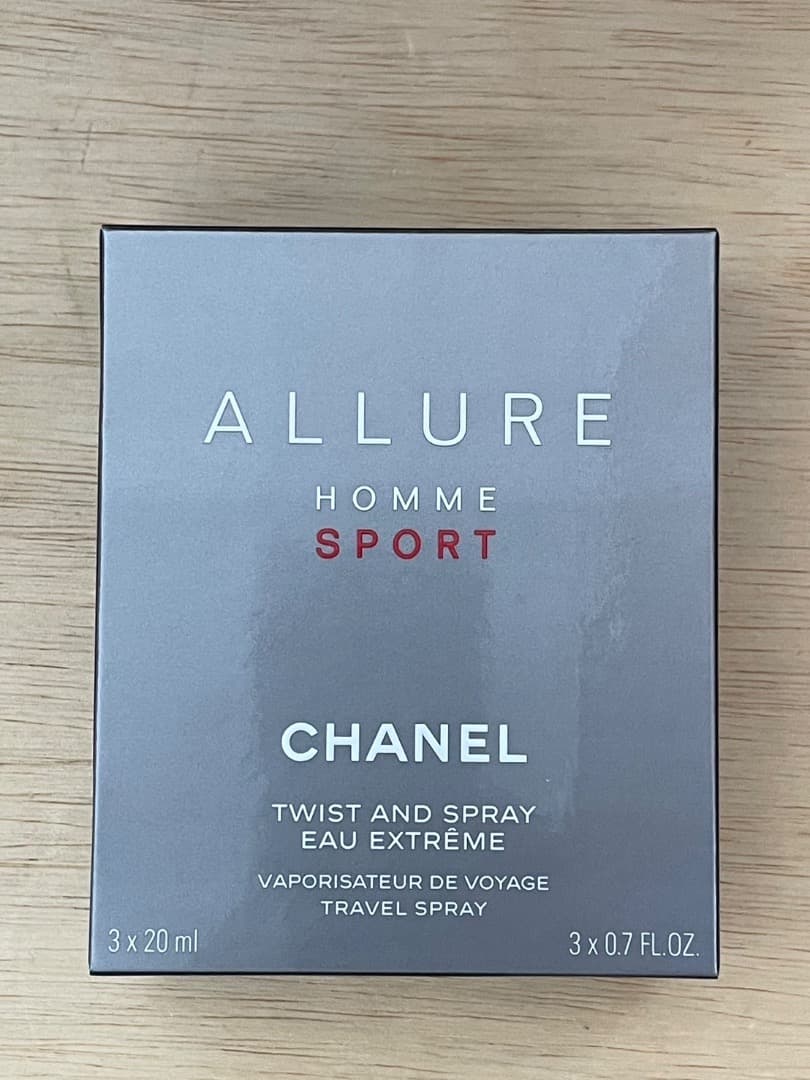 ALLURE
HOMME
SPORT
CHANEL
TWIST AND SPRAY
EAU EXTRÊME
VAPORISATEUR DE VOYAGE
TRAVEL SPRAY
3 x 20 ml
3 x 0.7 FL.OZ.